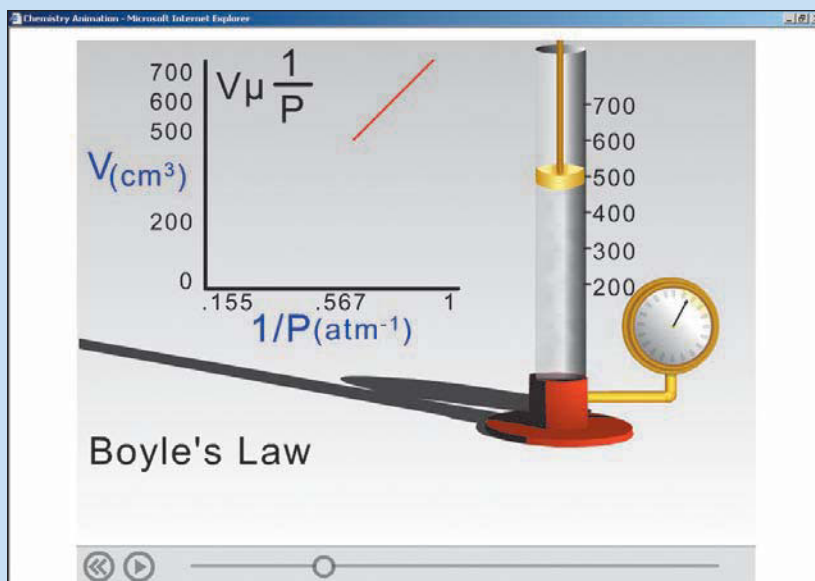 Chemistry Animation - Microsoft Internet Explorer
700
600
500
200
0
V(cm³)
Vμ 1/P
.155 .567 1
1/P(atm⁻¹)
700
600
500
400
300
200
Boyle's Law